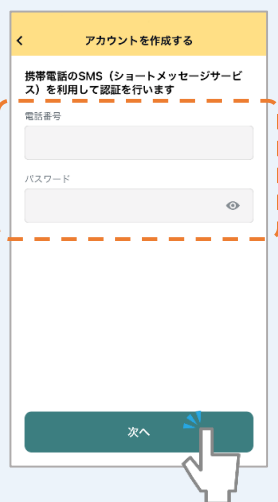 アカウントを作成する
携帯電話のSMS（ショートメッセージサービ
ス）を利用して認証を行います
電話番号
パスワード
次へ